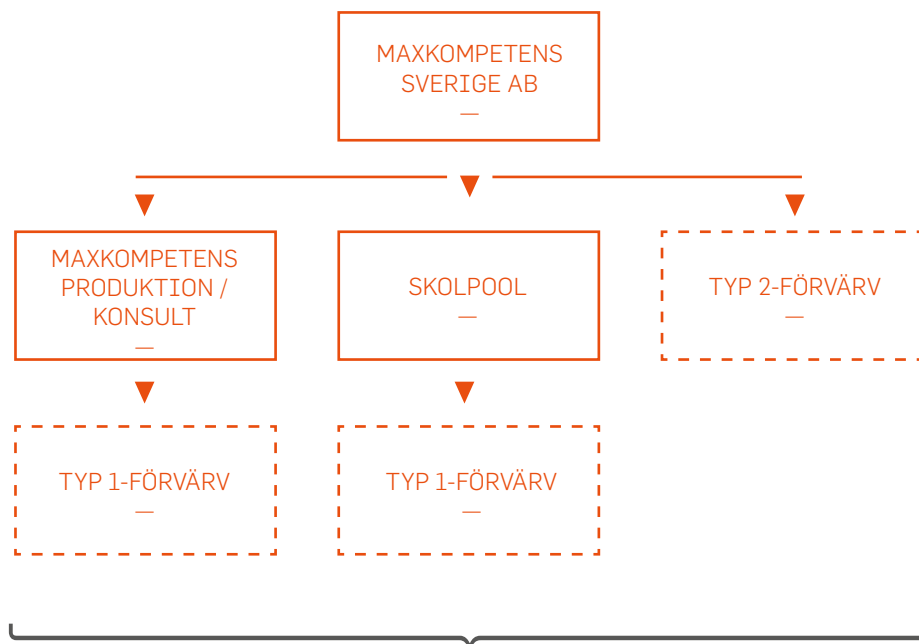 MAXKOMPETENS
SVERIGE AB
—
MAXKOMPETENS
PRODUKTION /
KONSULT
—
SKOLPOOL
—
TYP 2-FÖRVÄRV
—
TYP 1-FÖRVÄRV
—
TYP 1-FÖRVÄRV
—